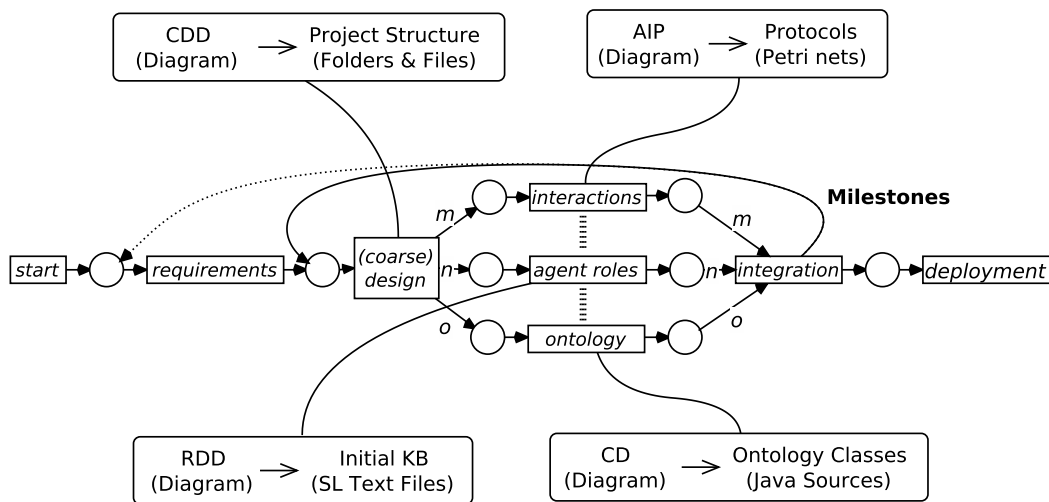 CDD
(Diagram)
Project Structure
(Folders & Files)
AIP
(Diagram)
Protocols
(Petri nets)
Milestones
start
requirements
(coarse)
design
m
n
o
interactions
agent roles
ontology
m
n
o
integration
deployment
RDD
(Diagram)
Initial KB
(SL Text Files)
CD
(Diagram)
Ontology Classes
(Java Sources)